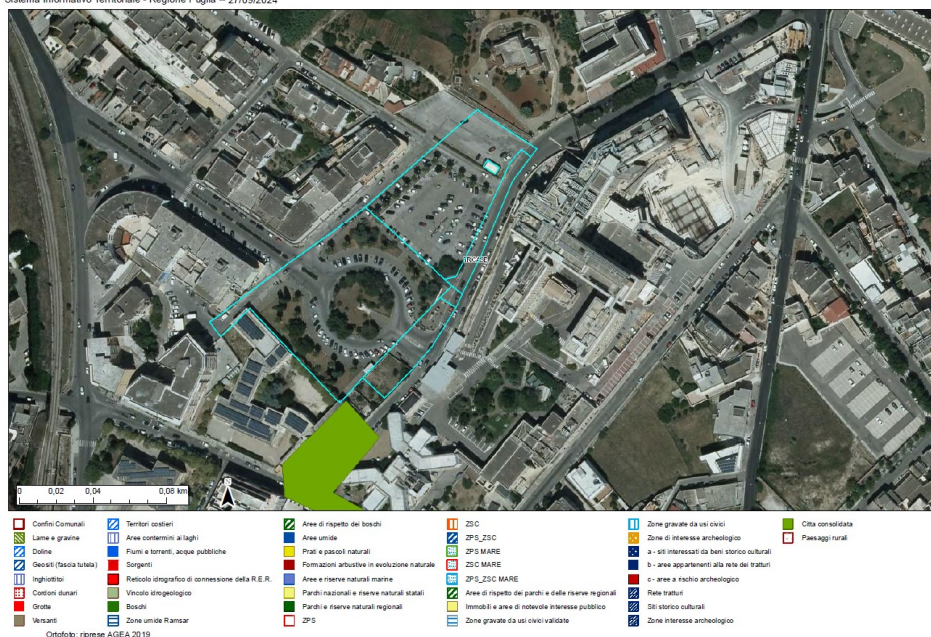 Sistema Informativo Territoriale - Regione Puglia – 27/09/2024
TRICASE
0 0,02 0,04 0,08 km
Confini Comunali
Lame e gravine
Doline
Geositi (fascia tutela)
Inghiottitoi
Cordoni dunari
Grotte
Versanti
Territori costieri
Aree contermini ai laghi
Fiumi e torrenti, acque pubbliche
Sorgenti
Reticolo idrografico di connessione della R.E.R.
Vincolo idrogeologico
Boschi
Zone umide Ramsar
Aree di rispetto dei boschi
Aree umide
Prati e pascoli naturali
Formazioni arbustive in evoluzione naturale
Aree e riserve naturali marine
Parchi nazionali e riserve naturali statali
Parchi e riserve naturali regionali
ZPS
ZSC
ZPS_ZSC
ZPS MARE
ZSC MARE
ZPS_ZSC MARE
Aree di rispetto dei parchi e delle riserve regionali
Immobili e aree di notevole interesse pubblico
Zone gravate da usi civici validate
Zone gravate da usi civici
Zone di interesse archeologico
a - siti interessati da beni storico culturali
b - aree appartenenti alla rete dei tratturi
c - aree a rischio archeologico
Rete tratturi
Siti storico culturali
Zone interesse archeologico
Citta consolidata
Paesaggi rurali
Ortofoto: riprese AGEA 2019